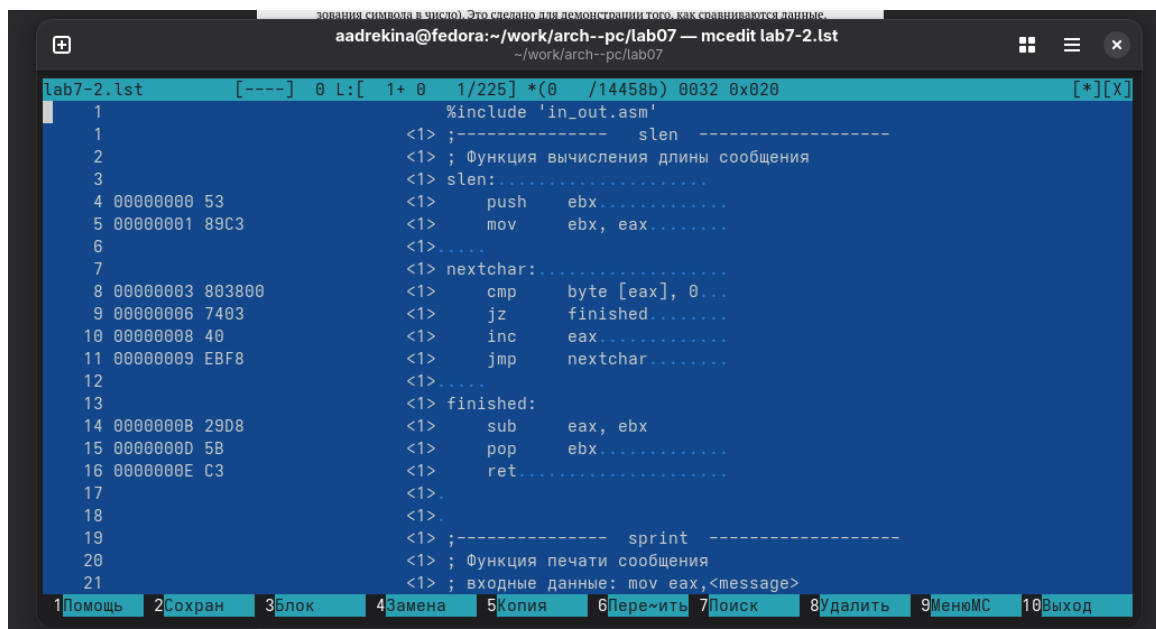 зования символа в число). Это сделано для демонстрации того, как сравниваются данные.
aadrekina@fedora:~/work/arch--pc/lab07 — mcedit lab7-2.lst
~/work/arch--pc/lab07
lab7-2.lst [----] 0 L:[ 1+ 0 1/225] *(0 /14458b) 0032 0x020 [*][X]
1 %include 'in_out.asm'
1 <1> ;--------------- slen -------------------
2 <1> ; Функция вычисления длины сообщения
3 <1> slen:.....................
4 00000000 53 <1> push ebx.............
5 00000001 89C3 <1> mov ebx, eax........
6 <1>.....
7 <1> nextchar:...................
8 00000003 803800 <1> cmp byte [eax], 0...
9 00000006 7403 <1> jz finished........
10 00000008 40 <1> inc eax.............
11 00000009 EBF8 <1> jmp nextchar........
12 <1>.....
13 <1> finished:
14 0000000B 29D8 <1> sub eax, ebx
15 0000000D 5B <1> pop ebx.............
16 0000000E C3 <1> ret.....................
17 <1>.
18 <1>.
19 <1> ;--------------- sprint -------------------
20 <1> ; Функция печати сообщения
21 <1> ; входные данные: mov eax,<message>
1Помощь 2Сохран 3Блок 4Замена 5Копия 6Пере~ить 7Поиск 8Удалить 9МенюMC 10Выход